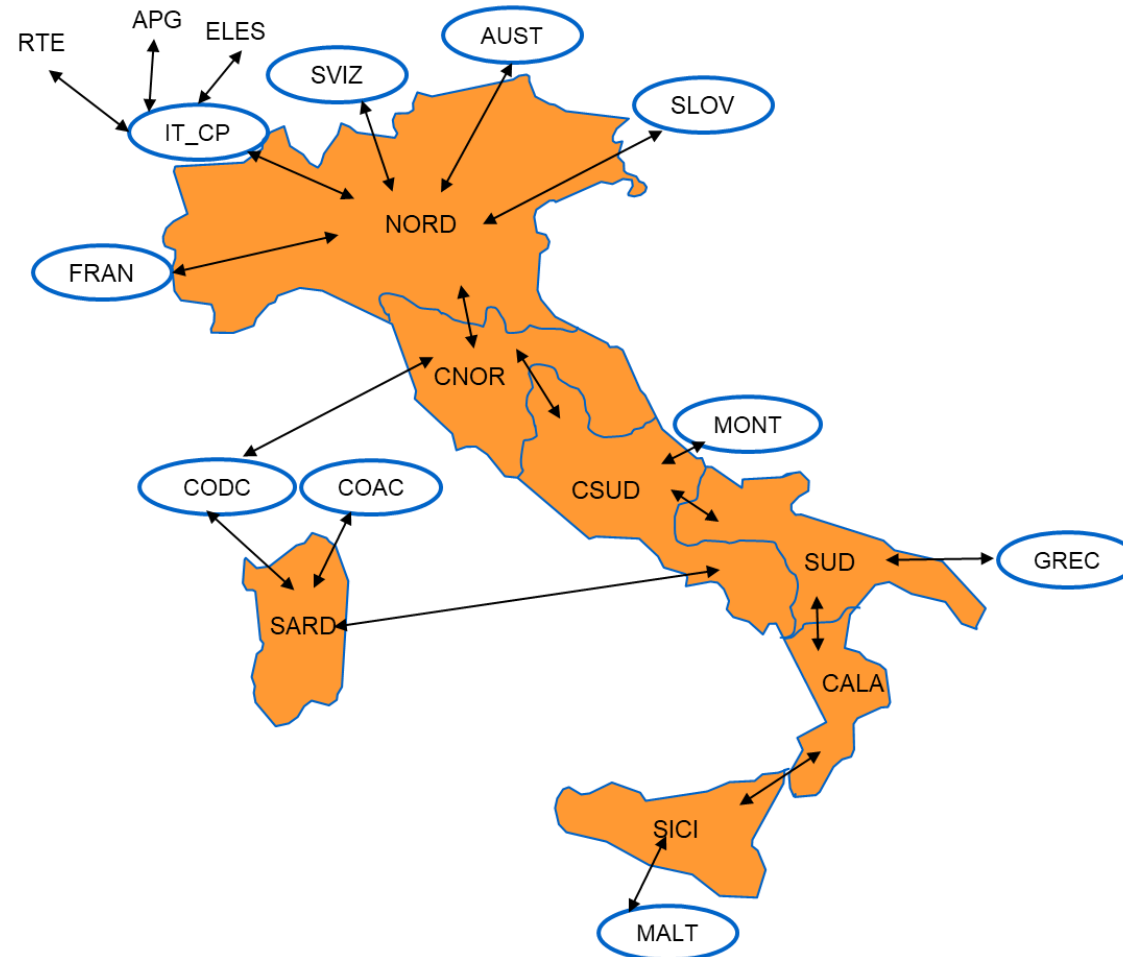 APG
ELES
RTE
AUST
SVIZ
SLOV
IT_CP
NORD
FRAN
CNOR
MONT
CODC
COAC
CSUD
SUD
GREC
SARD
CALA
SICI
MALT